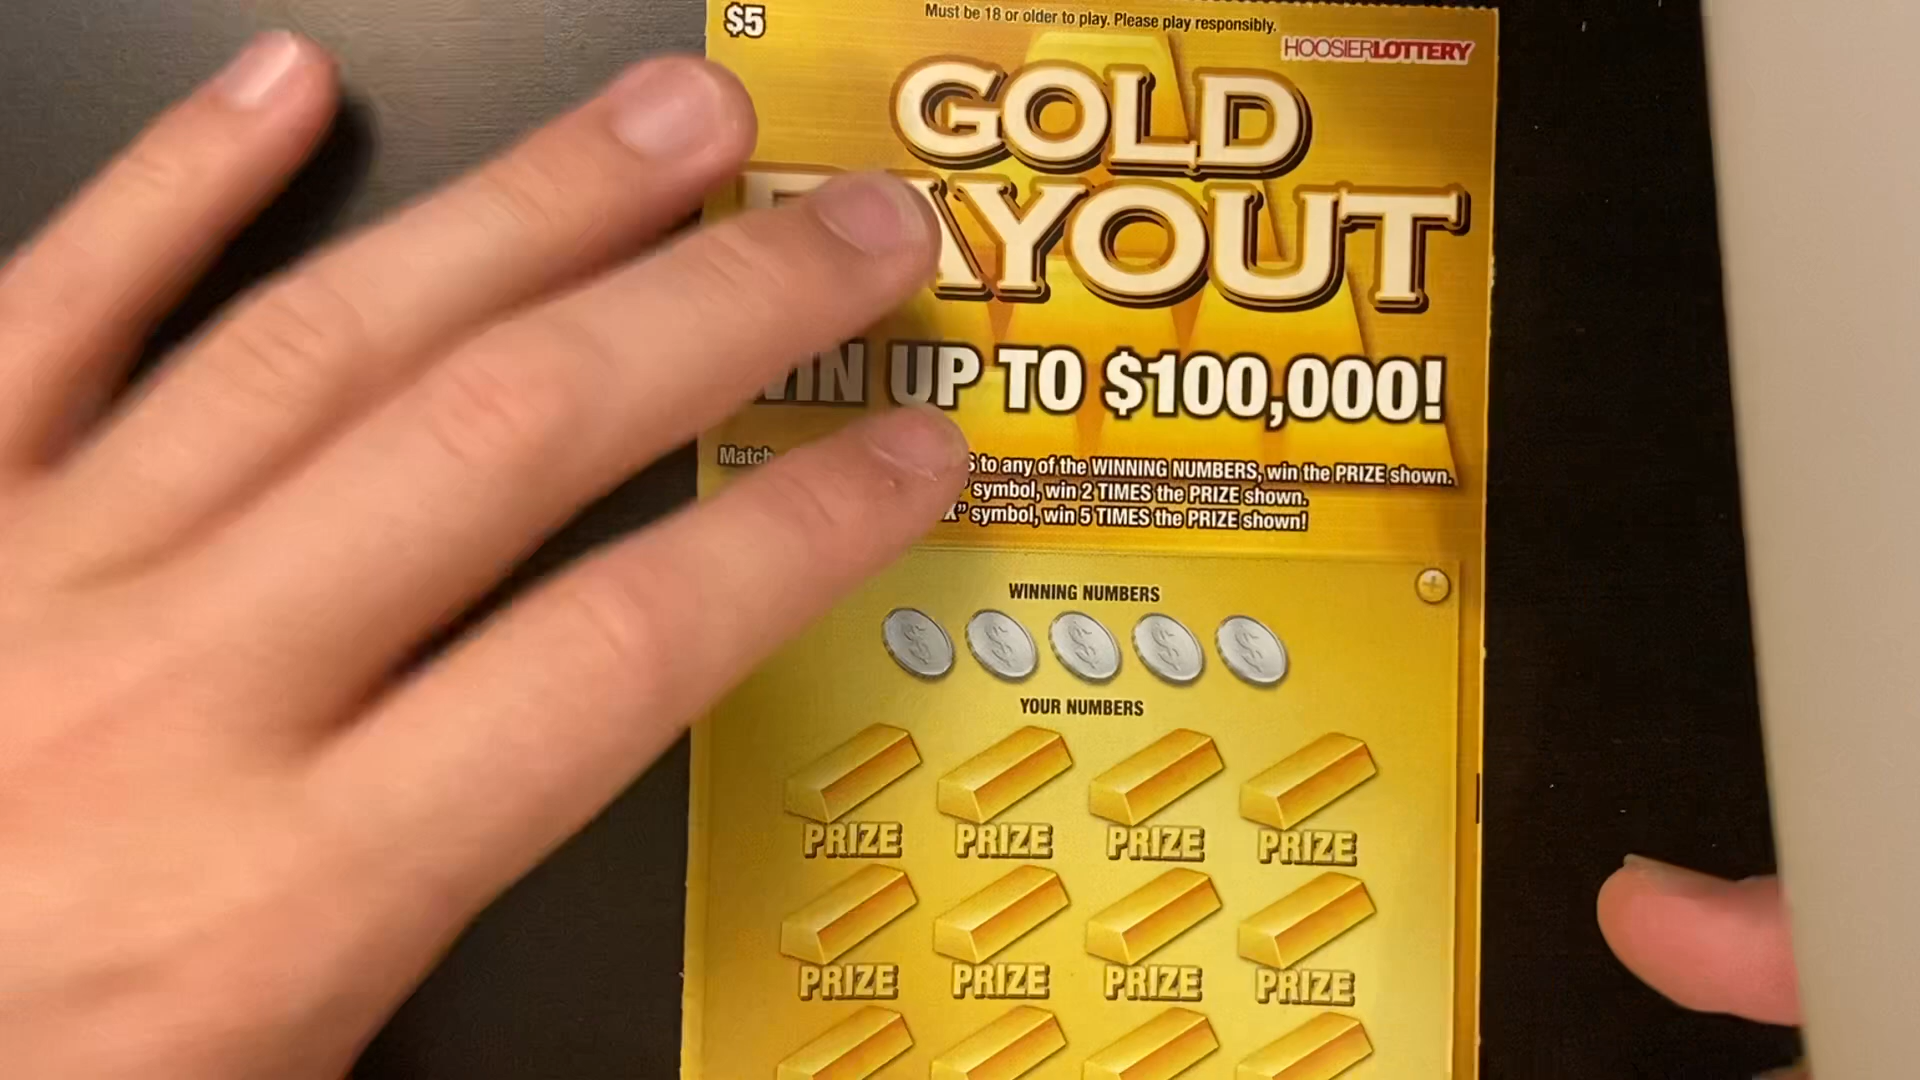 $5
Must be 18 or older to play. Please play responsibly.
HOOSIERLOTTERY
GOLD
PAYOUT
WIN UP TO $100,000!
Match to any of the WINNING NUMBERS, win the PRIZE shown.
symbol, win 2 TIMES the PRIZE shown.
X" symbol, win 5 TIMES the PRIZE shown!
WINNING NUMBERS
$ $ $ $ $
YOUR NUMBERS
PRIZE PRIZE PRIZE PRIZE
PRIZE PRIZE PRIZE PRIZE